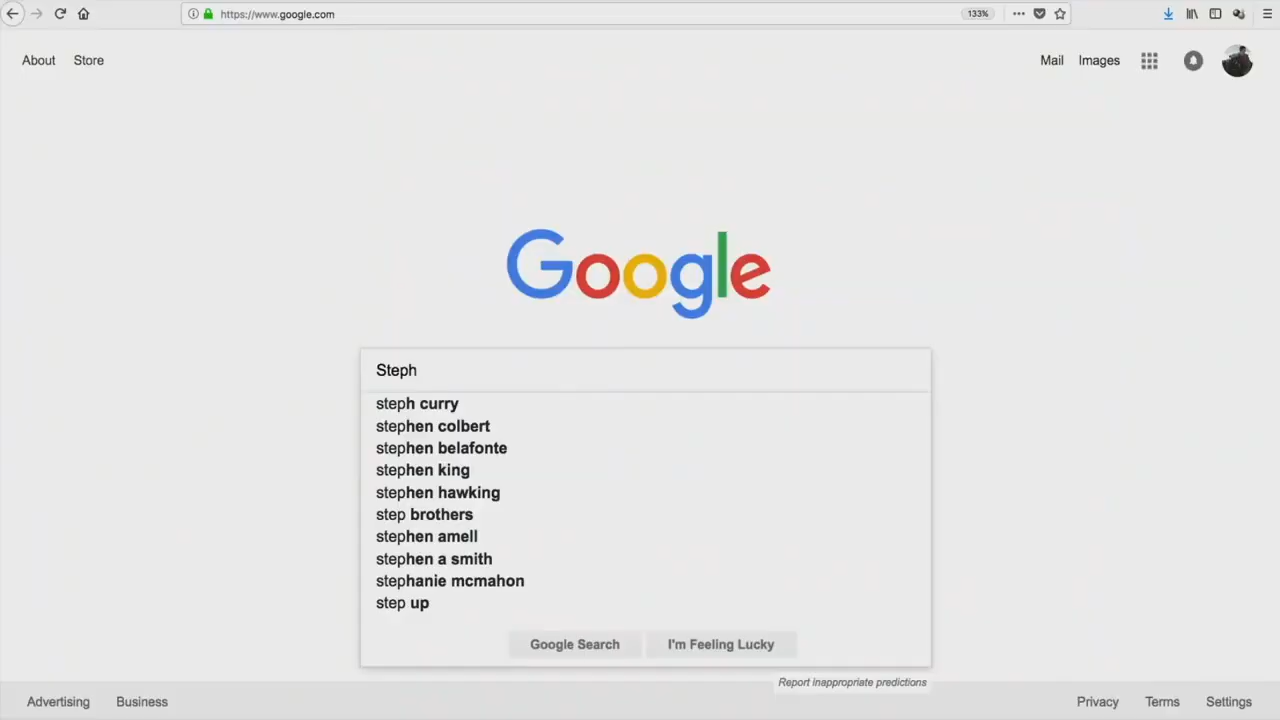 https://www.google.com
133%
About Store
Mail Images
Google
Steph
steph curry
stephen colbert
stephen belafonte
stephen king
stephen hawking
step brothers
stephen amell
stephen a smith
stephanie mcmahon
step up
Google Search I'm Feeling Lucky
Report inappropriate predictions
Advertising Business
Privacy Terms Settings